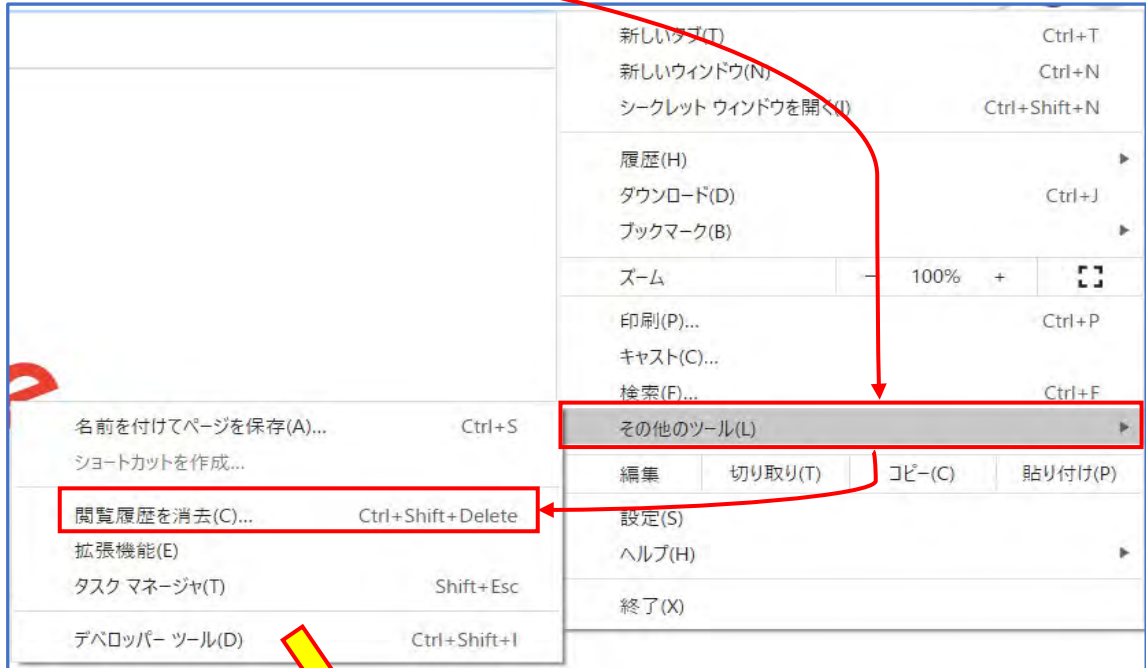 新しいタブ(T) Ctrl+T
新しいウィンドウ(N) Ctrl+N
シークレット ウィンドウを開く(I) Ctrl+Shift+N
履歴(H)
ダウンロード(D) Ctrl+J
ブックマーク(B)
ズーム − 100% +
印刷(P)... Ctrl+P
キャスト(C)...
検索(F)... Ctrl+F
その他のツール(L)
編集 切り取り(T) コピー(C) 貼り付け(P)
設定(S)
ヘルプ(H)
終了(X)
名前を付けてページを保存(A)... Ctrl+S
ショートカットを作成...
閲覧履歴を消去(C)... Ctrl+Shift+Delete
拡張機能(E)
タスク マネージャ(T) Shift+Esc
デベロッパー ツール(D) Ctrl+Shift+I